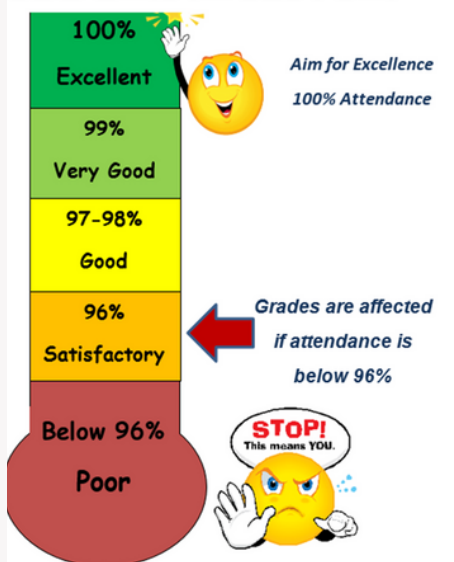 100%
Excellent
Aim for Excellence
100% Attendance
99%
Very Good
97-98%
Good
96%
Satisfactory
Grades are affected
if attendance is
below 96%
Below 96%
Poor
STOP!
This means YOU.